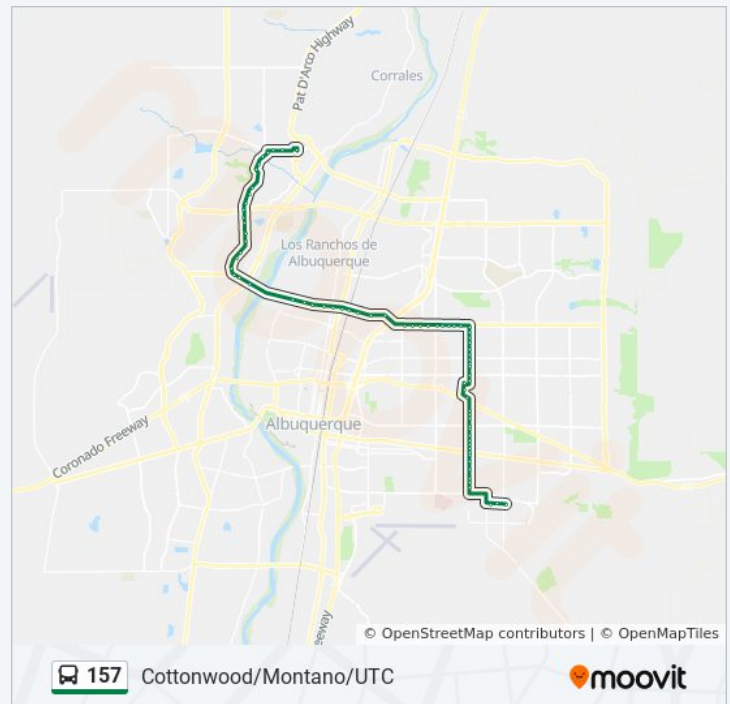 Pat D'Arco Highway
Corrales
Los Ranchos de
Albuquerque
Albuquerque
Coronado Freeway
eeway
© OpenStreetMap contributors | © OpenMapTiles
157
Cottonwood/Montano/UTC
moovit